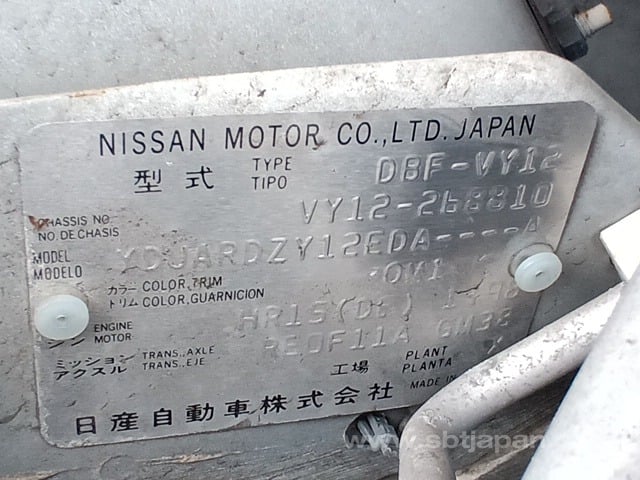 NISSAN MOTOR CO.,LTD. JAPAN
型式 TYPE TIPO DBF-VY12
CHASSIS NO. NO. DE CHASIS VY12-268810
MODEL MODELO
カラー COLOR, TRIM
トリム COLOR, GUARNICION
ENGINE MOTOR HR15(DE)
ミッション TRANS., AXLE
アクスル TRANS., EJE RE0F11A GM38
工場 PLANT PLANTA
MADE IN
日産自動車株式会社
www.sbtjapan